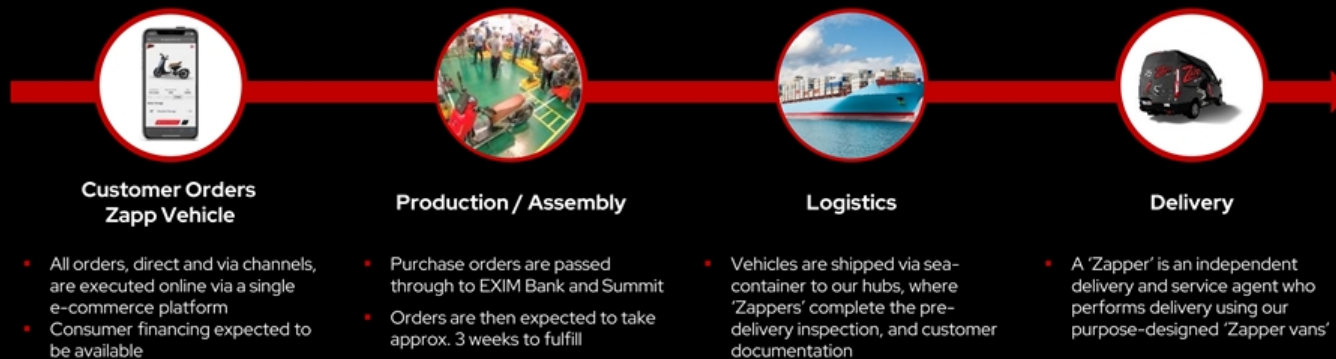 Customer Orders
Zapp Vehicle
All orders, direct and via channels,
are executed online via a single
e-commerce platform
Consumer financing expected to
be available
Production / Assembly
Purchase orders are passed
through to EXIM Bank and Summit
Orders are then expected to take
approx. 3 weeks to fulfill
Logistics
Vehicles are shipped via sea-
container to our hubs, where
‘Zappers’ complete the pre-
delivery inspection, and customer
documentation
Delivery
A ‘Zapper’ is an independent
delivery and service agent who
performs delivery using our
purpose-designed ‘Zapper vans’